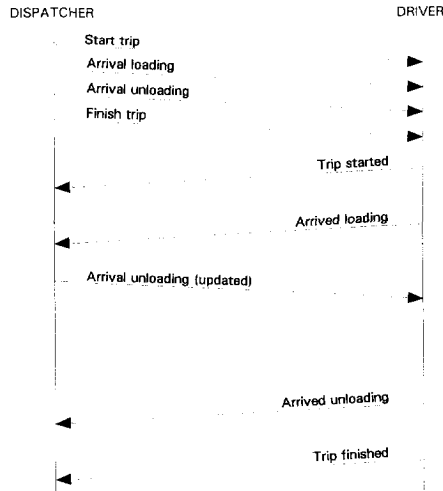 DISPATCHER DRIVER
Start trip
Arrival loading
Arrival unloading
Finish trip
Trip started
Arrived loading
Arrival unloading (updated)
Arrived unloading
Trip finished